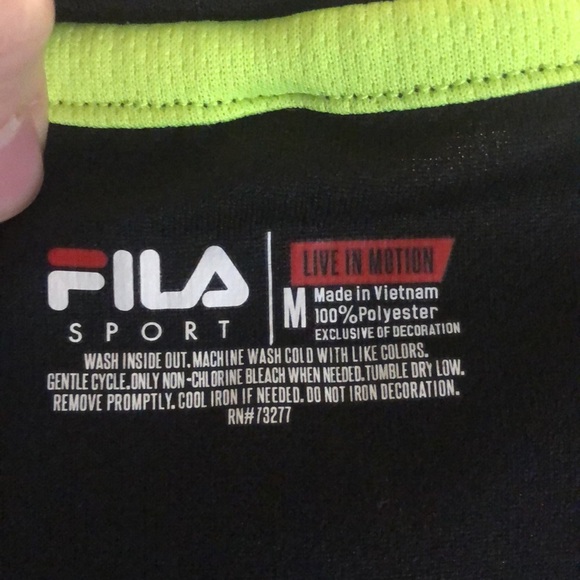 FILA
SPORT
LIVE IN MOTION
M
Made in Vietnam
100%Polyester
EXCLUSIVE OF DECORATION
WASH INSIDE OUT. MACHINE WASH COLD WITH LIKE COLORS.
GENTLE CYCLE. ONLY NON-CHLORINE BLEACH WHEN NEEDED. TUMBLE DRY LOW.
REMOVE PROMPTLY. COOL IRON IF NEEDED. DO NOT IRON DECORATION.
RN#73277